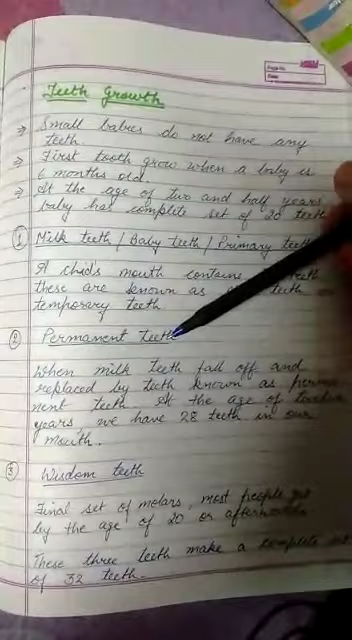 Page No.
Date:
Teeth Growth
⇒ Small babies do not have any
teeth.
⇒ First tooth grow when a baby is
6 months old.
⇒ At the age of two and half years
baby has complete set of 20 teeth
① Milk teeth / Baby teeth / Primary teeth
A child's mouth contains
these are known as teeth
temporary teeth
② Permanent teeth
When milk teeth fall off and
replaced by teeth known as perma
nent teeth At the age of twelve
years, we have 28 teeth in our
mouth.
③ Wisdom teeth
Final set of molars, most people get
by the age of 20 or afterwards
These three teeth make a complete set
of 32 teeth.